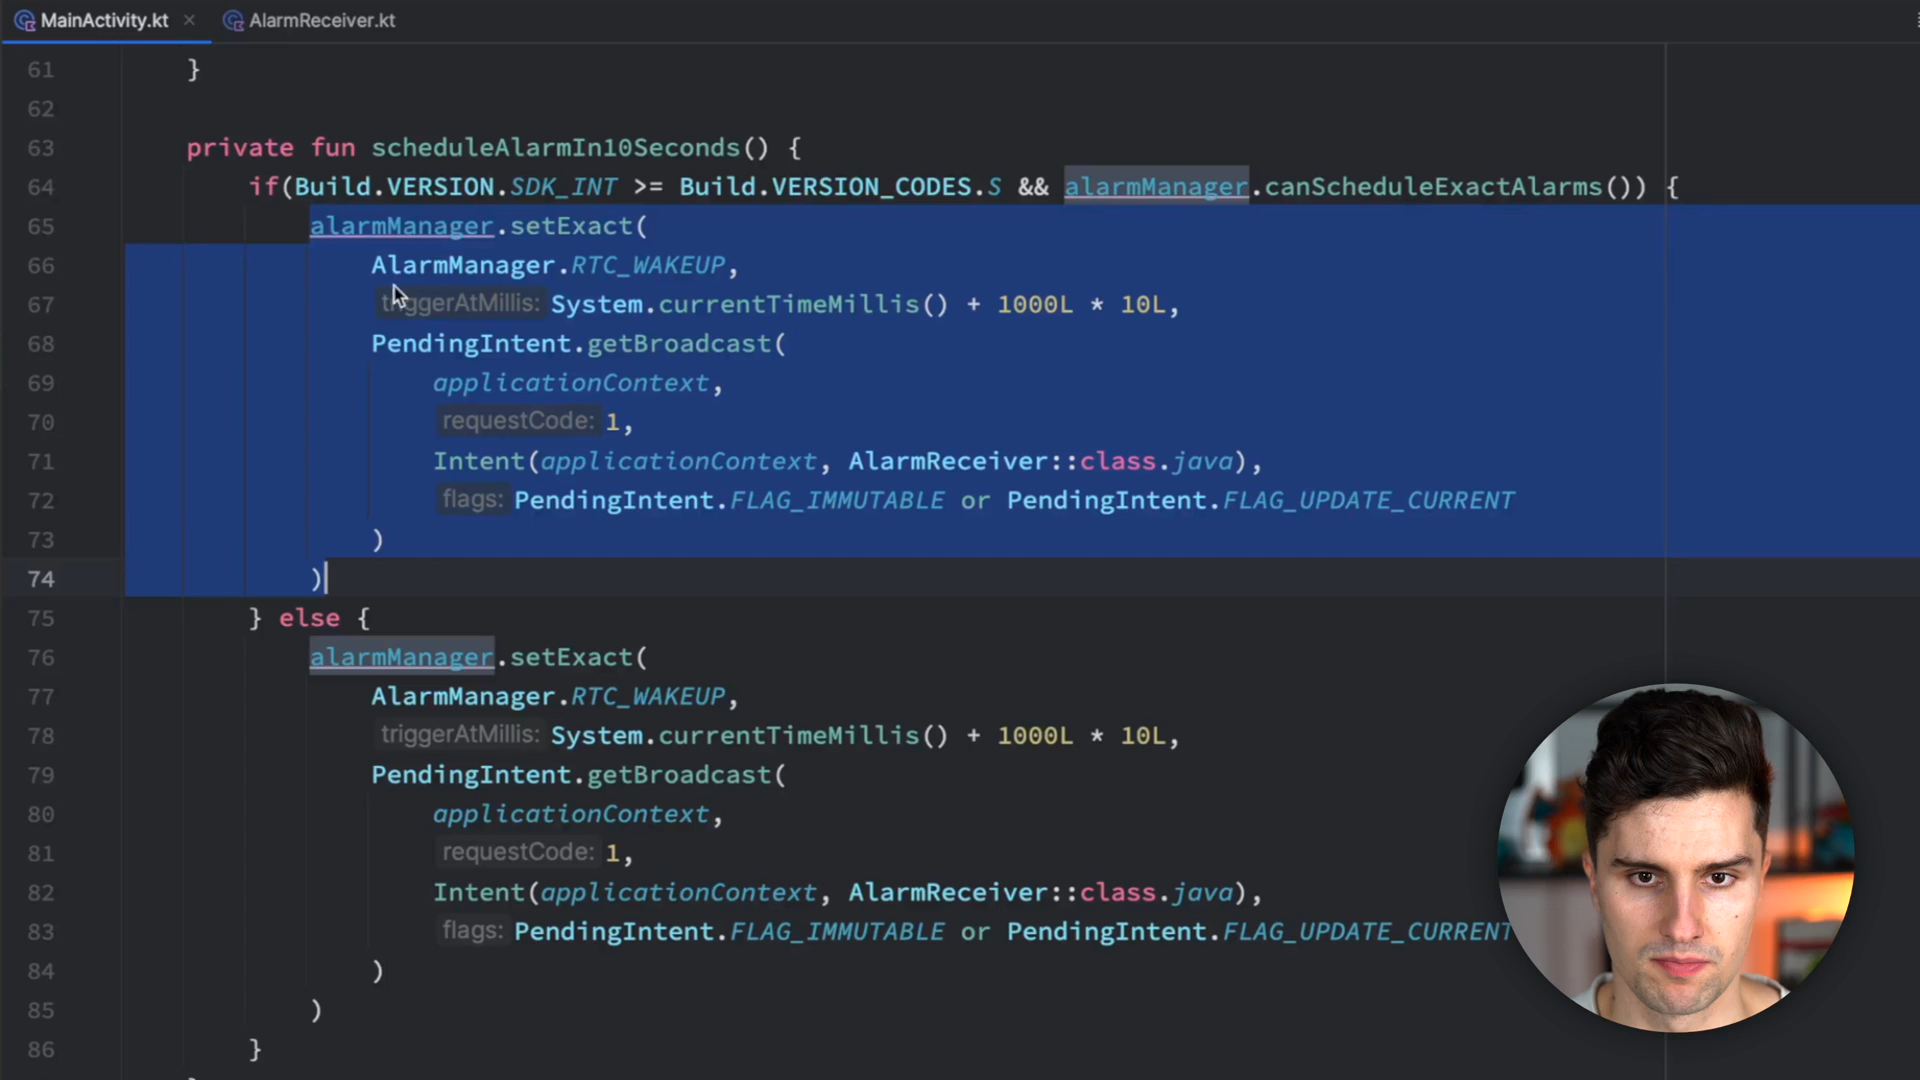 MainActivity.kt AlarmReceiver.kt
61 }
62
63 private fun scheduleAlarmIn10Seconds() {
64 if(Build.VERSION.SDK_INT >= Build.VERSION_CODES.S && alarmManager.canScheduleExactAlarms()) {
65 alarmManager.setExact(
66 AlarmManager.RTC_WAKEUP,
67 triggerAtMillis: System.currentTimeMillis() + 1000L * 10L,
68 PendingIntent.getBroadcast(
69 applicationContext,
70 requestCode: 1,
71 Intent(applicationContext, AlarmReceiver::class.java),
72 flags: PendingIntent.FLAG_IMMUTABLE or PendingIntent.FLAG_UPDATE_CURRENT
73 )
74 )
75 } else {
76 alarmManager.setExact(
77 AlarmManager.RTC_WAKEUP,
78 triggerAtMillis: System.currentTimeMillis() + 1000L * 10L,
79 PendingIntent.getBroadcast(
80 applicationContext,
81 requestCode: 1,
82 Intent(applicationContext, AlarmReceiver::class.java),
83 flags: PendingIntent.FLAG_IMMUTABLE or PendingIntent.FLAG_UPDATE_CURRENT
84 )
85 )
86 }